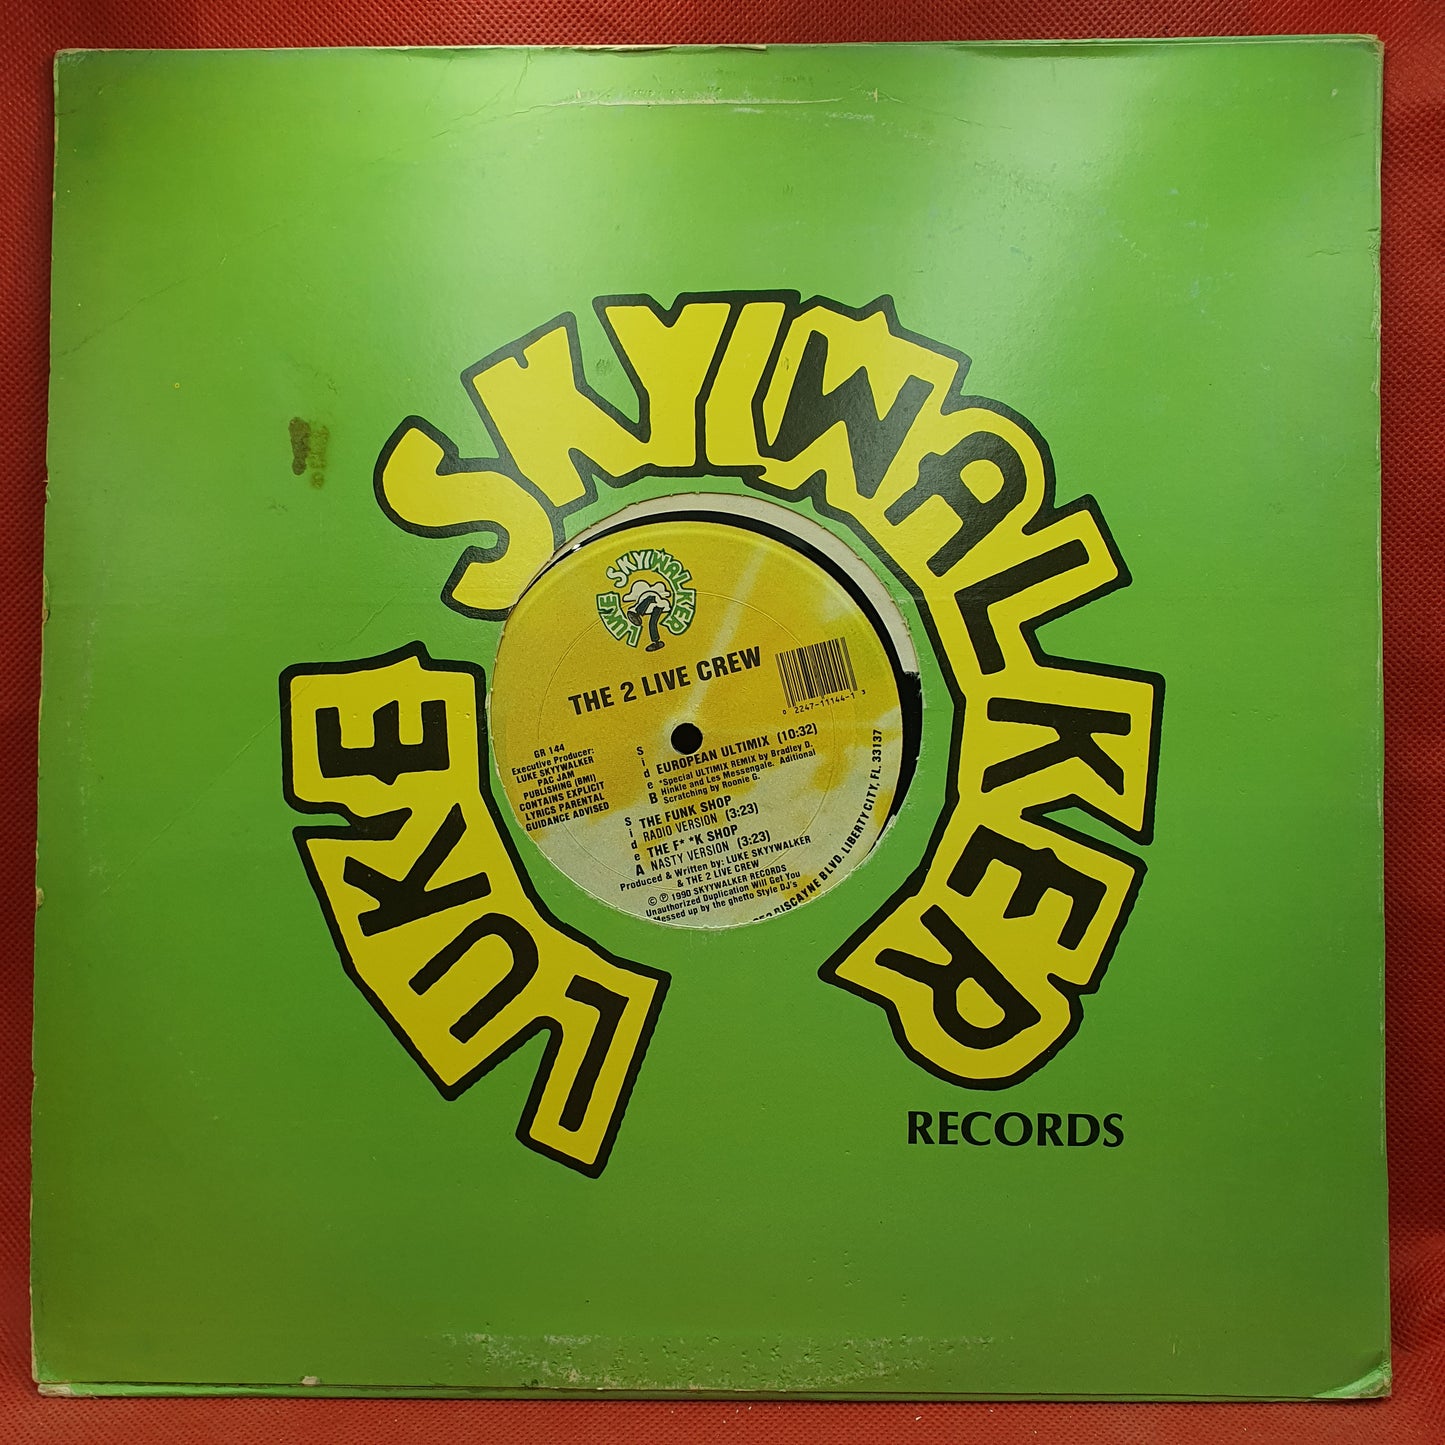 LUKE SKYYWALKER
RECORDS
LUKE SKYYWALKER
THE 2 LIVE CREW
0 2247-11144-1 3
GR 144
Executive Producer:
LUKE SKYYWALKER
PAC JAM
PUBLISHING (BMI)
CONTAINS EXPLICIT
LYRICS PARENTAL
GUIDANCE ADVISED
Side B
EUROPEAN ULTIMIX (10:32)
*Special ULTIMIX REMIX by Bradley D.
Hinkle and Les Messengale. Aditional
Scratching by Roonie G.
Side A
THE FUNK SHOP
RADIO VERSION (3:23)
THE F* *K SHOP
NASTY VERSION (3:23)
Produced & Written by: LUKE SKYYWALKER
& THE 2 LIVE CREW
© ℗ 1990 SKYYWALKER RECORDS
Unauthorized Duplication Will Get You
Messed up by the ghetto Style DJ's
BISCAYNE BLVD. LIBERTY CITY, FL. 33137